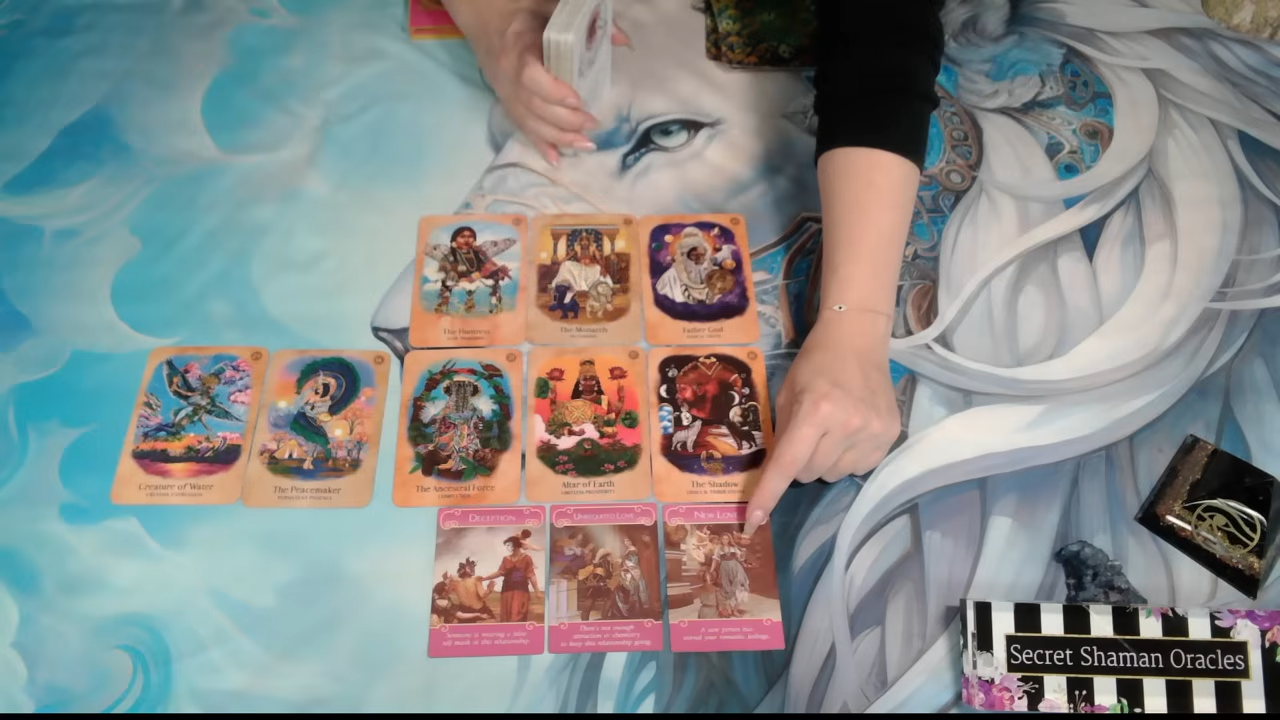 The Huntress
The Monarch
Father God
Creature of Water
The Peacemaker
The Ancestral Force
Altar of Earth
The Shadow
DECEPTION
UNREQUITED LOVE
NEW LOVE
Someone is wearing a false
self mask in this relationship.
There's not enough
attraction or chemistry
to keep this relationship going.
A new person has
stirred your romantic feelings.
Secret Shaman Oracles